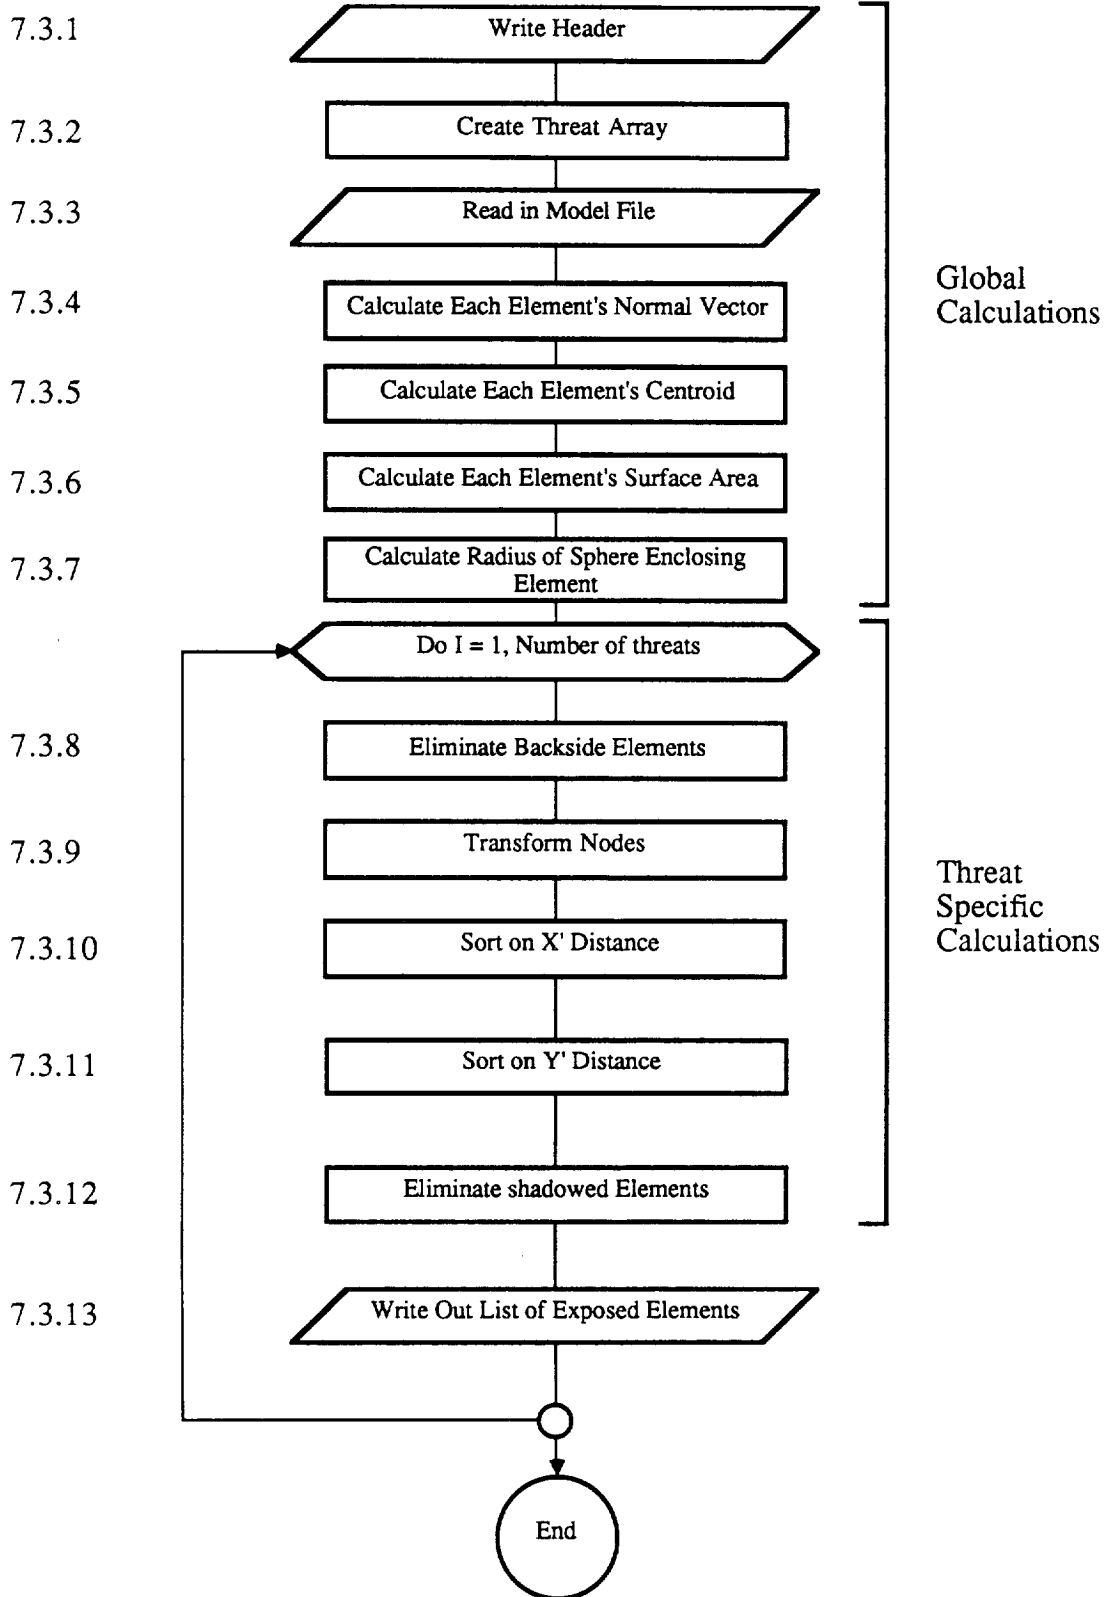 7.3.1
Write Header
7.3.2
Create Threat Array
7.3.3
Read in Model File
7.3.4
Calculate Each Element's Normal Vector
Global
Calculations
7.3.5
Calculate Each Element's Centroid
7.3.6
Calculate Each Element's Surface Area
7.3.7
Calculate Radius of Sphere Enclosing
Element
Do I = 1, Number of threats
7.3.8
Eliminate Backside Elements
7.3.9
Transform Nodes
Threat
Specific
Calculations
7.3.10
Sort on X' Distance
7.3.11
Sort on Y' Distance
7.3.12
Eliminate shadowed Elements
7.3.13
Write Out List of Exposed Elements
End